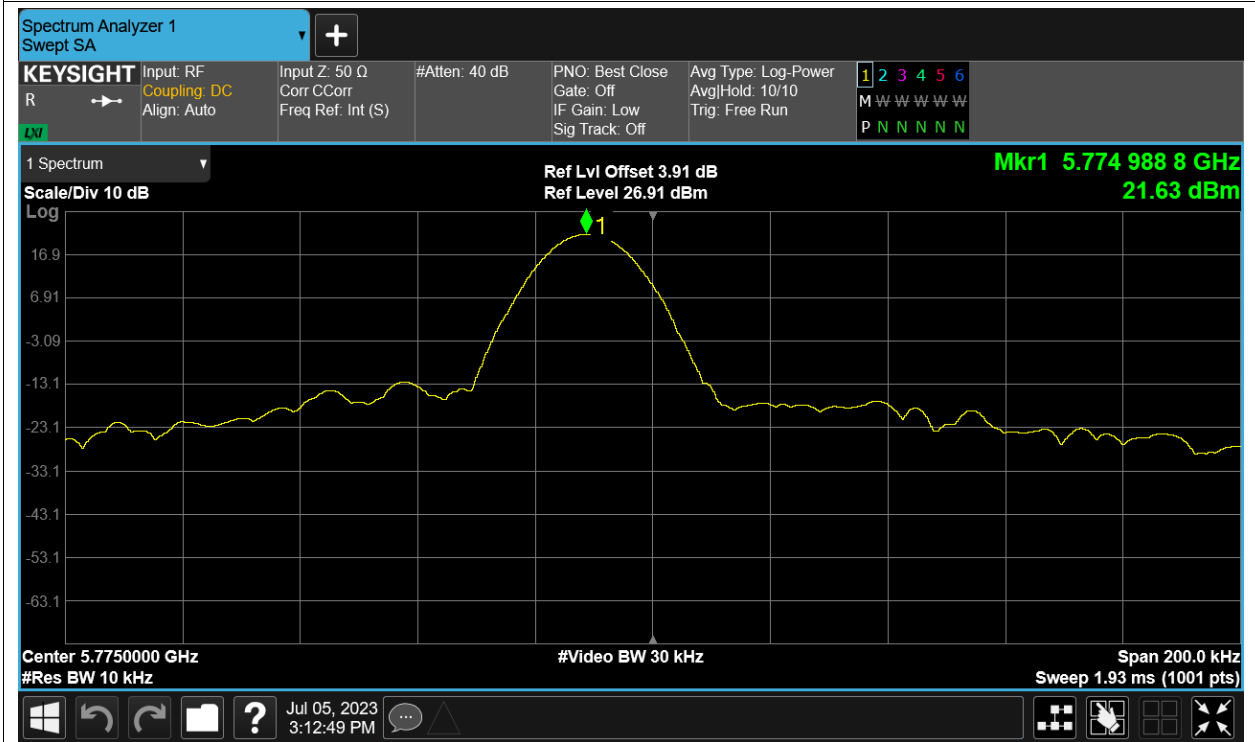 Spectrum Analyzer 1
Swept SA
+
KEYSIGHT
R
LXI
Input: RF
Coupling: DC
Align: Auto
Input Z: 50 Ω
Corr CCorr
Freq Ref: Int (S)
#Atten: 40 dB
PNO: Best Close
Gate: Off
IF Gain: Low
Sig Track: Off
Avg Type: Log-Power
Avg|Hold: 10/10
Trig: Free Run
1 2 3 4 5 6
M W W W W W
P N N N N N
1 Spectrum
Scale/Div 10 dB
Ref Lvl Offset 3.91 dB
Ref Level 26.91 dBm
Mkr1 5.774 988 8 GHz
21.63 dBm
Log
1
16.9
6.91
-3.09
-13.1
-23.1
-33.1
-43.1
-53.1
-63.1
Center 5.7750000 GHz
#Res BW 10 kHz
#Video BW 30 kHz
Span 200.0 kHz
Sweep 1.93 ms (1001 pts)
?
Jul 05, 2023
3:12:49 PM